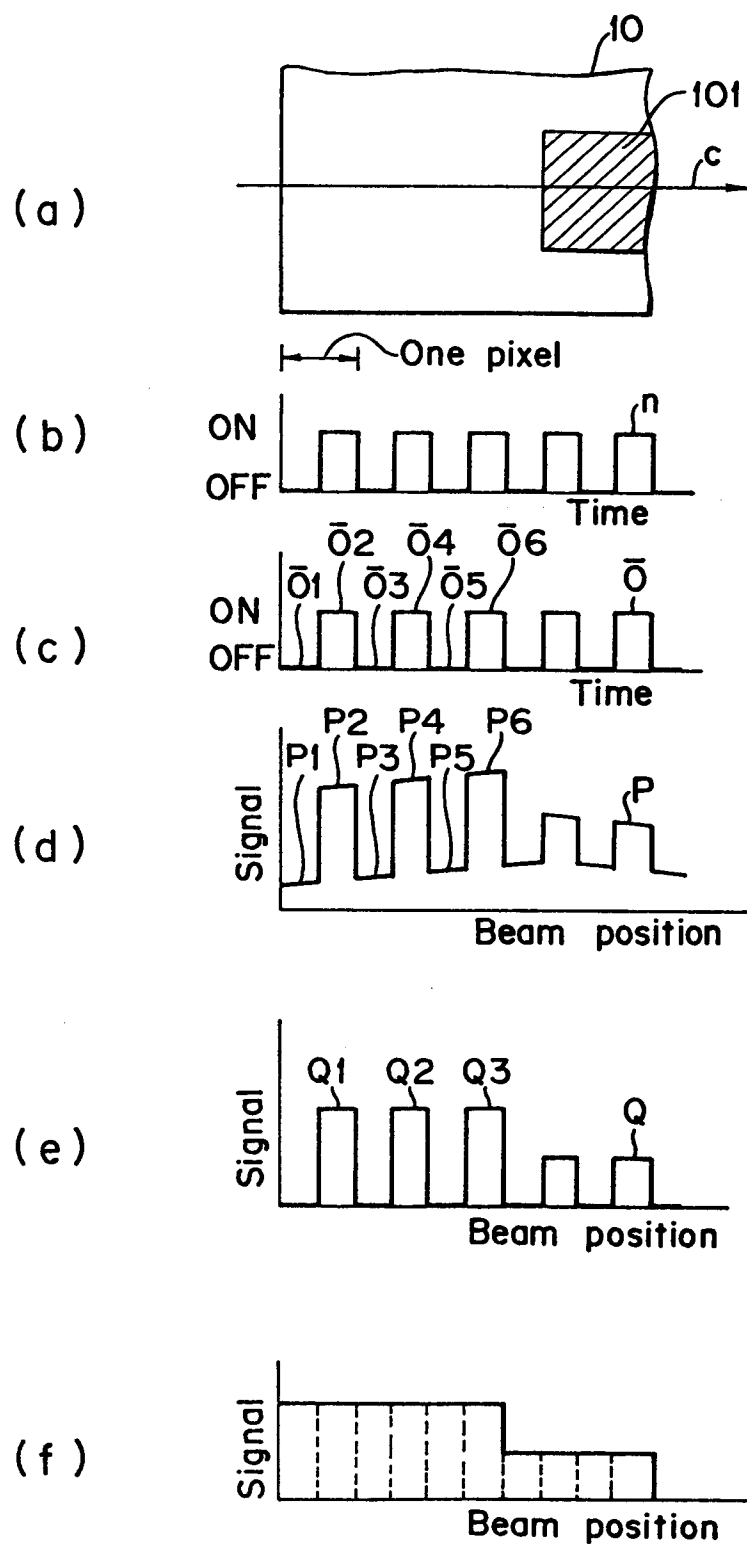 10
101
c
(a)
One pixel
(b)
ON
n
OFF
Time
Ō2 Ō4 Ō6
Ō1 Ō3 Ō5 Ō
ON
(c)
OFF
Time
P2 P4 P6
P1 P3 P5
P
(d)
Signal
Beam position
Q1 Q2 Q3
Q
(e)
Signal
Beam position
(f)
Signal
Beam position